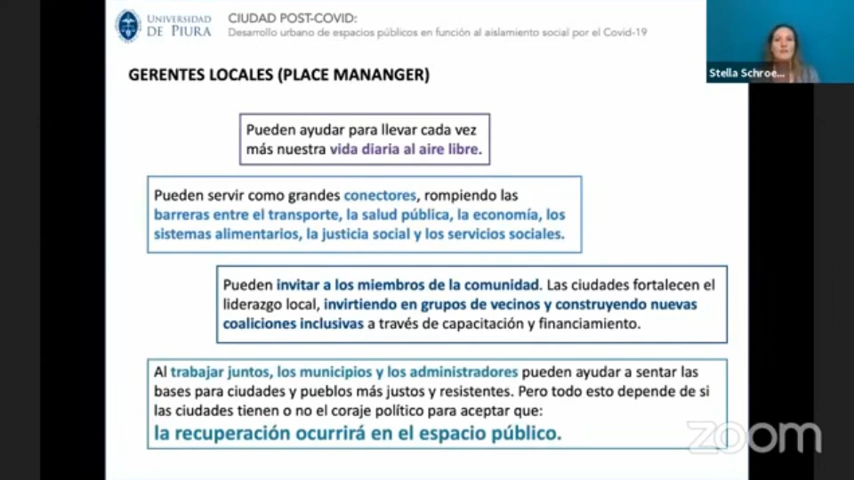 UNIVERSIDAD
DE PIURA
CIUDAD POST-COVID:
Desarrollo urbano de espacios públicos en función al aislamiento social por el Covid-19
Stella Schroe...
GERENTES LOCALES (PLACE MANANGER)
Pueden ayudar para llevar cada vez
más nuestra vida diaria al aire libre.
Pueden servir como grandes conectores, rompiendo las
barreras entre el transporte, la salud pública, la economía, los
sistemas alimentarios, la justicia social y los servicios sociales.
Pueden invitar a los miembros de la comunidad. Las ciudades fortalecen el
liderazgo local, invirtiendo en grupos de vecinos y construyendo nuevas
coaliciones inclusivas a través de capacitación y financiamiento.
Al trabajar juntos, los municipios y los administradores pueden ayudar a sentar las
bases para ciudades y pueblos más justos y resistentes. Pero todo esto depende de si
las ciudades tienen o no el coraje político para aceptar que:
la recuperación ocurrirá en el espacio público.
zoom